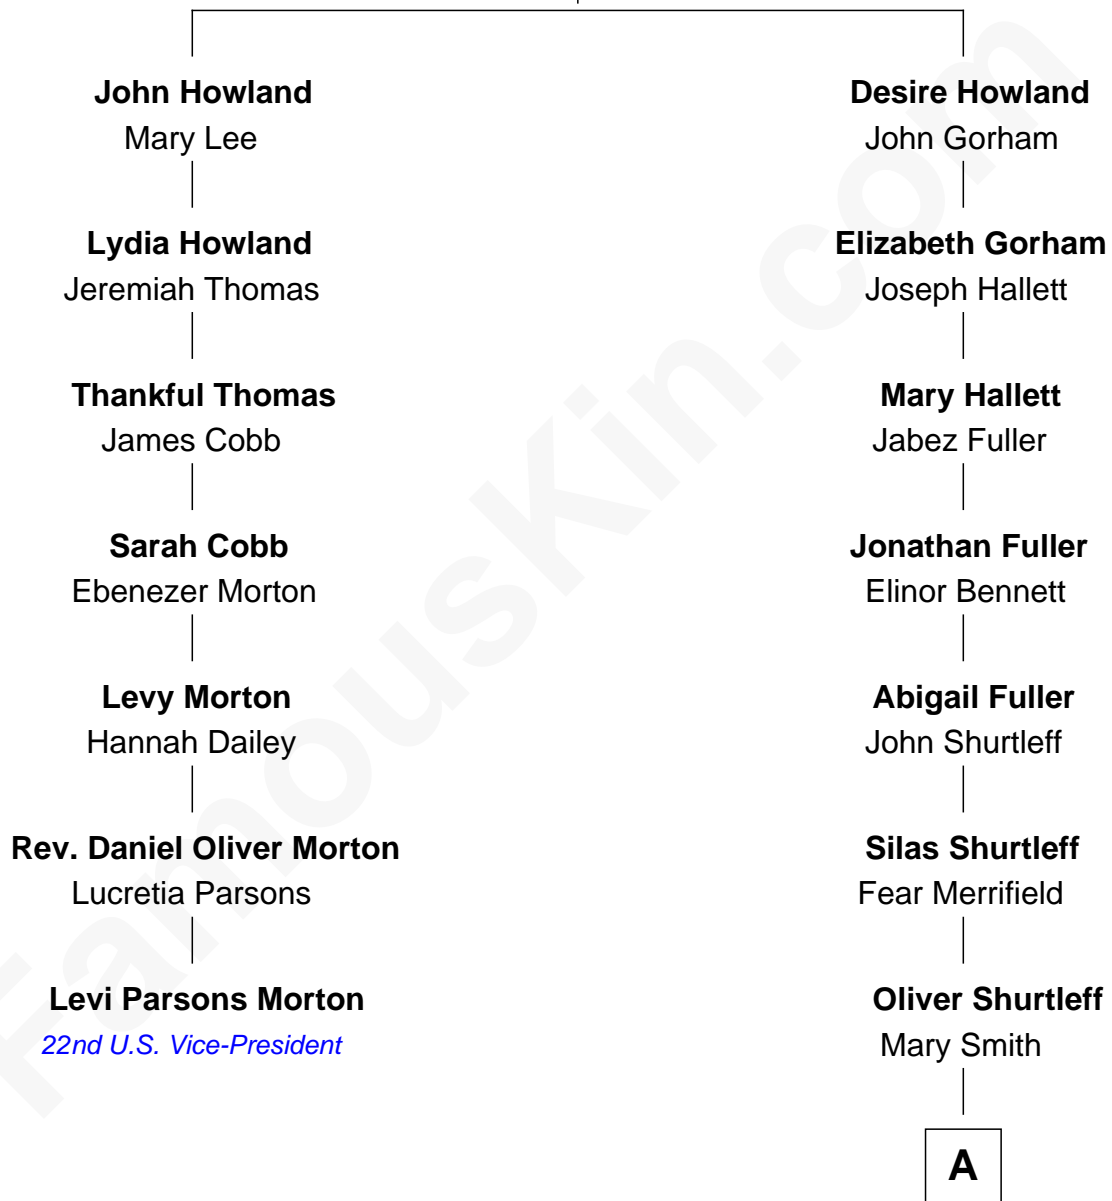 John Howland
Mary Lee
Lydia Howland
Jeremiah Thomas
Thankful Thomas
James Cobb
Sarah Cobb
Ebenezer Morton
Levy Morton
Hannah Dailey
Rev. Daniel Oliver Morton
Lucretia Parsons
Levi Parsons Morton
22nd U.S. Vice-President
Desire Howland
John Gorham
Elizabeth Gorham
Joseph Hallett
Mary Hallett
Jabez Fuller
Jonathan Fuller
Elinor Bennett
Abigail Fuller
John Shurtleff
Silas Shurtleff
Fear Merrifield
Oliver Shurtleff
Mary Smith
A
FamousKin.com